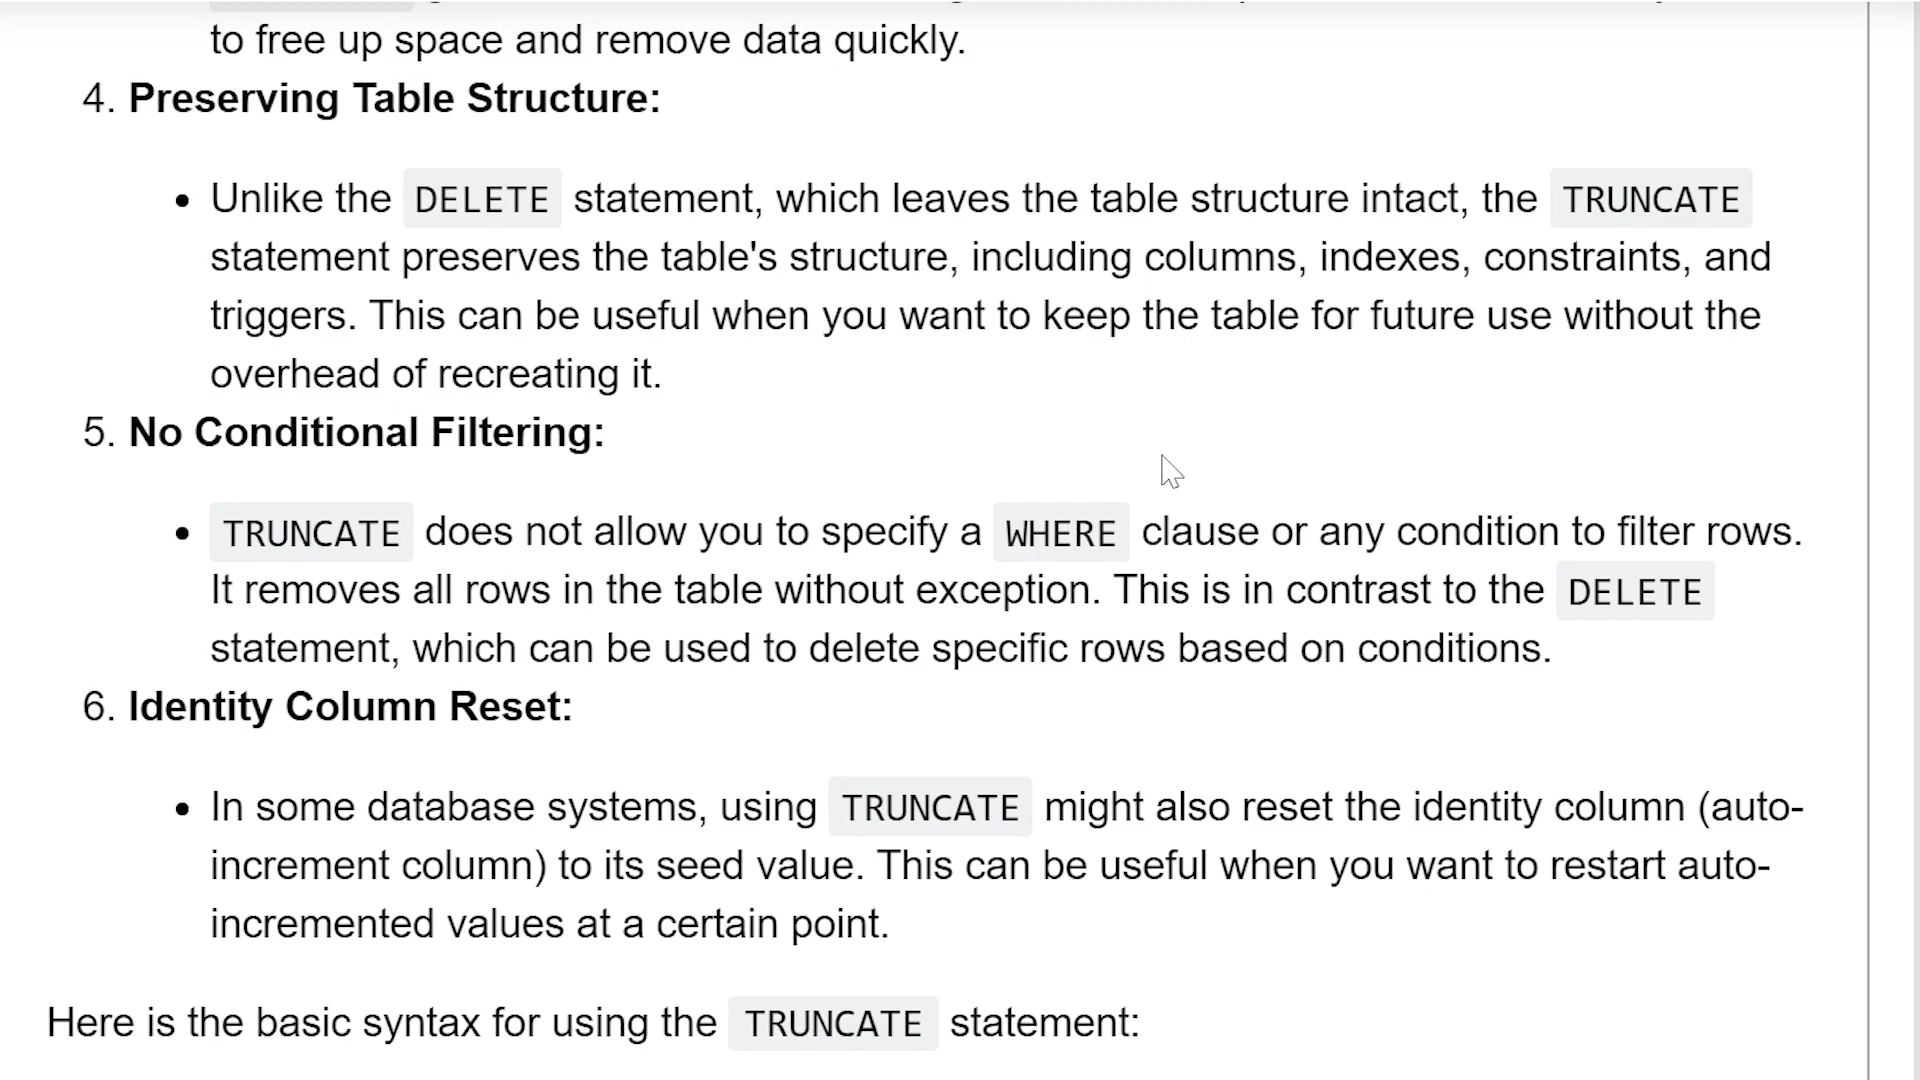 to free up space and remove data quickly.
4. Preserving Table Structure:
• Unlike the DELETE statement, which leaves the table structure intact, the TRUNCATE
statement preserves the table's structure, including columns, indexes, constraints, and
triggers. This can be useful when you want to keep the table for future use without the
overhead of recreating it.
5. No Conditional Filtering:
• TRUNCATE does not allow you to specify a WHERE clause or any condition to filter rows.
It removes all rows in the table without exception. This is in contrast to the DELETE
statement, which can be used to delete specific rows based on conditions.
6. Identity Column Reset:
• In some database systems, using TRUNCATE might also reset the identity column (auto-
increment column) to its seed value. This can be useful when you want to restart auto-
incremented values at a certain point.
Here is the basic syntax for using the TRUNCATE statement: